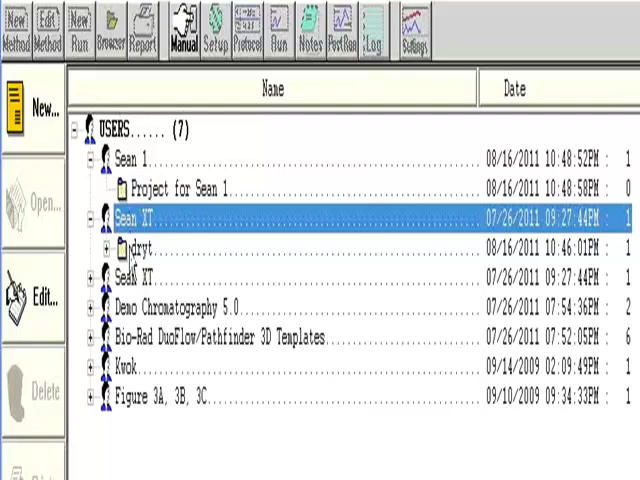 New Method Edit Method New Run Browser Report Manual Setup Protocol Run Notes PostRun Log Settings
Name Date
New...
USERS...... (7)
Sean 1 08/16/2011 10:48:52PM : 1
Project for Sean 1 08/16/2011 10:48:58PM : 0
Open...
Sean XT 07/26/2011 09:27:44PM : 1
dryt 08/16/2011 10:46:01PM : 1
Sean XT 07/26/2011 09:27:44PM : 1
Edit...
Demo Chromatography 5.0 07/26/2011 07:54:36PM : 2
Bio-Rad DuoFlow/Pathfinder 3D Templates 07/26/2011 07:52:05PM : 6
Kwok 09/14/2009 02:09:49PM : 1
Delete
Figure 3A, 3B, 3C 09/10/2009 09:34:33PM : 1